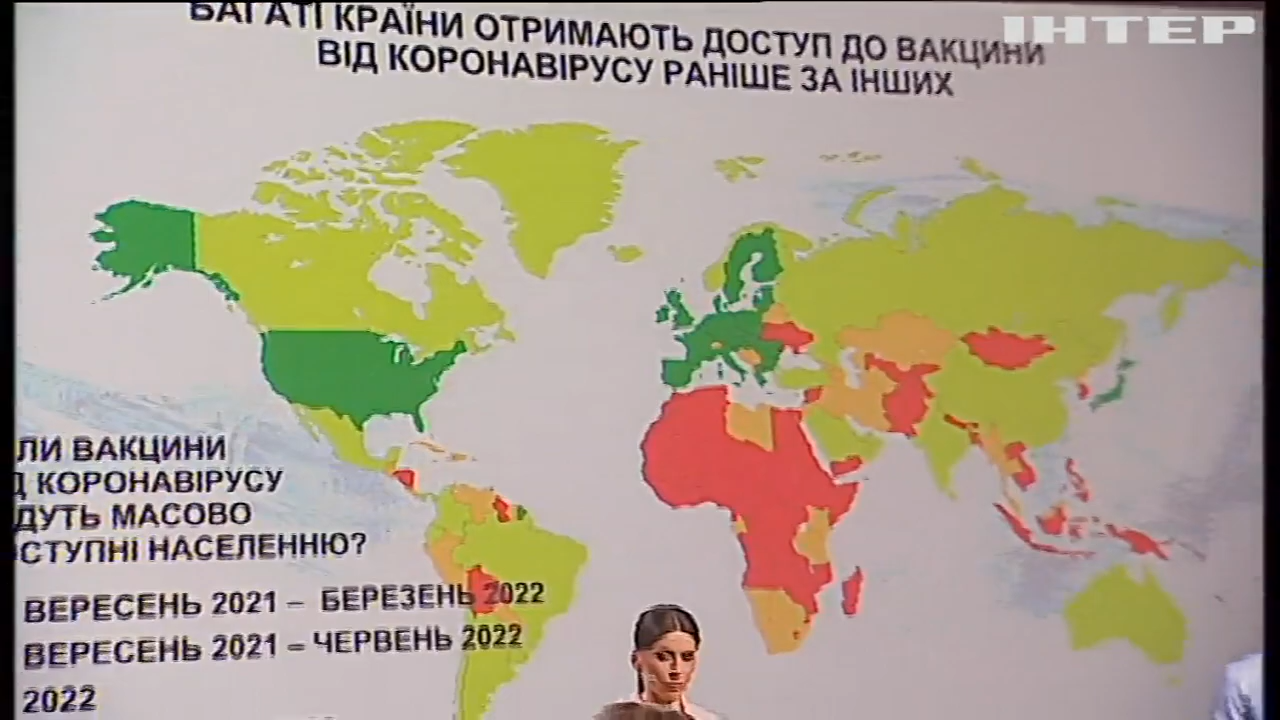 БАГАТІ КРАЇНИ ОТРИМАЮТЬ ДОСТУП ДО ВАКЦИНИ
ВІД КОРОНАВІРУСУ РАНІШЕ ЗА ІНШИХ
ІНТЕР
ЛИ ВАКЦИНИ
Д КОРОНАВІРУСУ
ДУТЬ МАСОВО
ОСТУПНІ НАСЕЛЕННЮ?
ВЕРЕСЕНЬ 2021 – БЕРЕЗЕНЬ 2022
ВЕРЕСЕНЬ 2021 – ЧЕРВЕНЬ 2022
2022